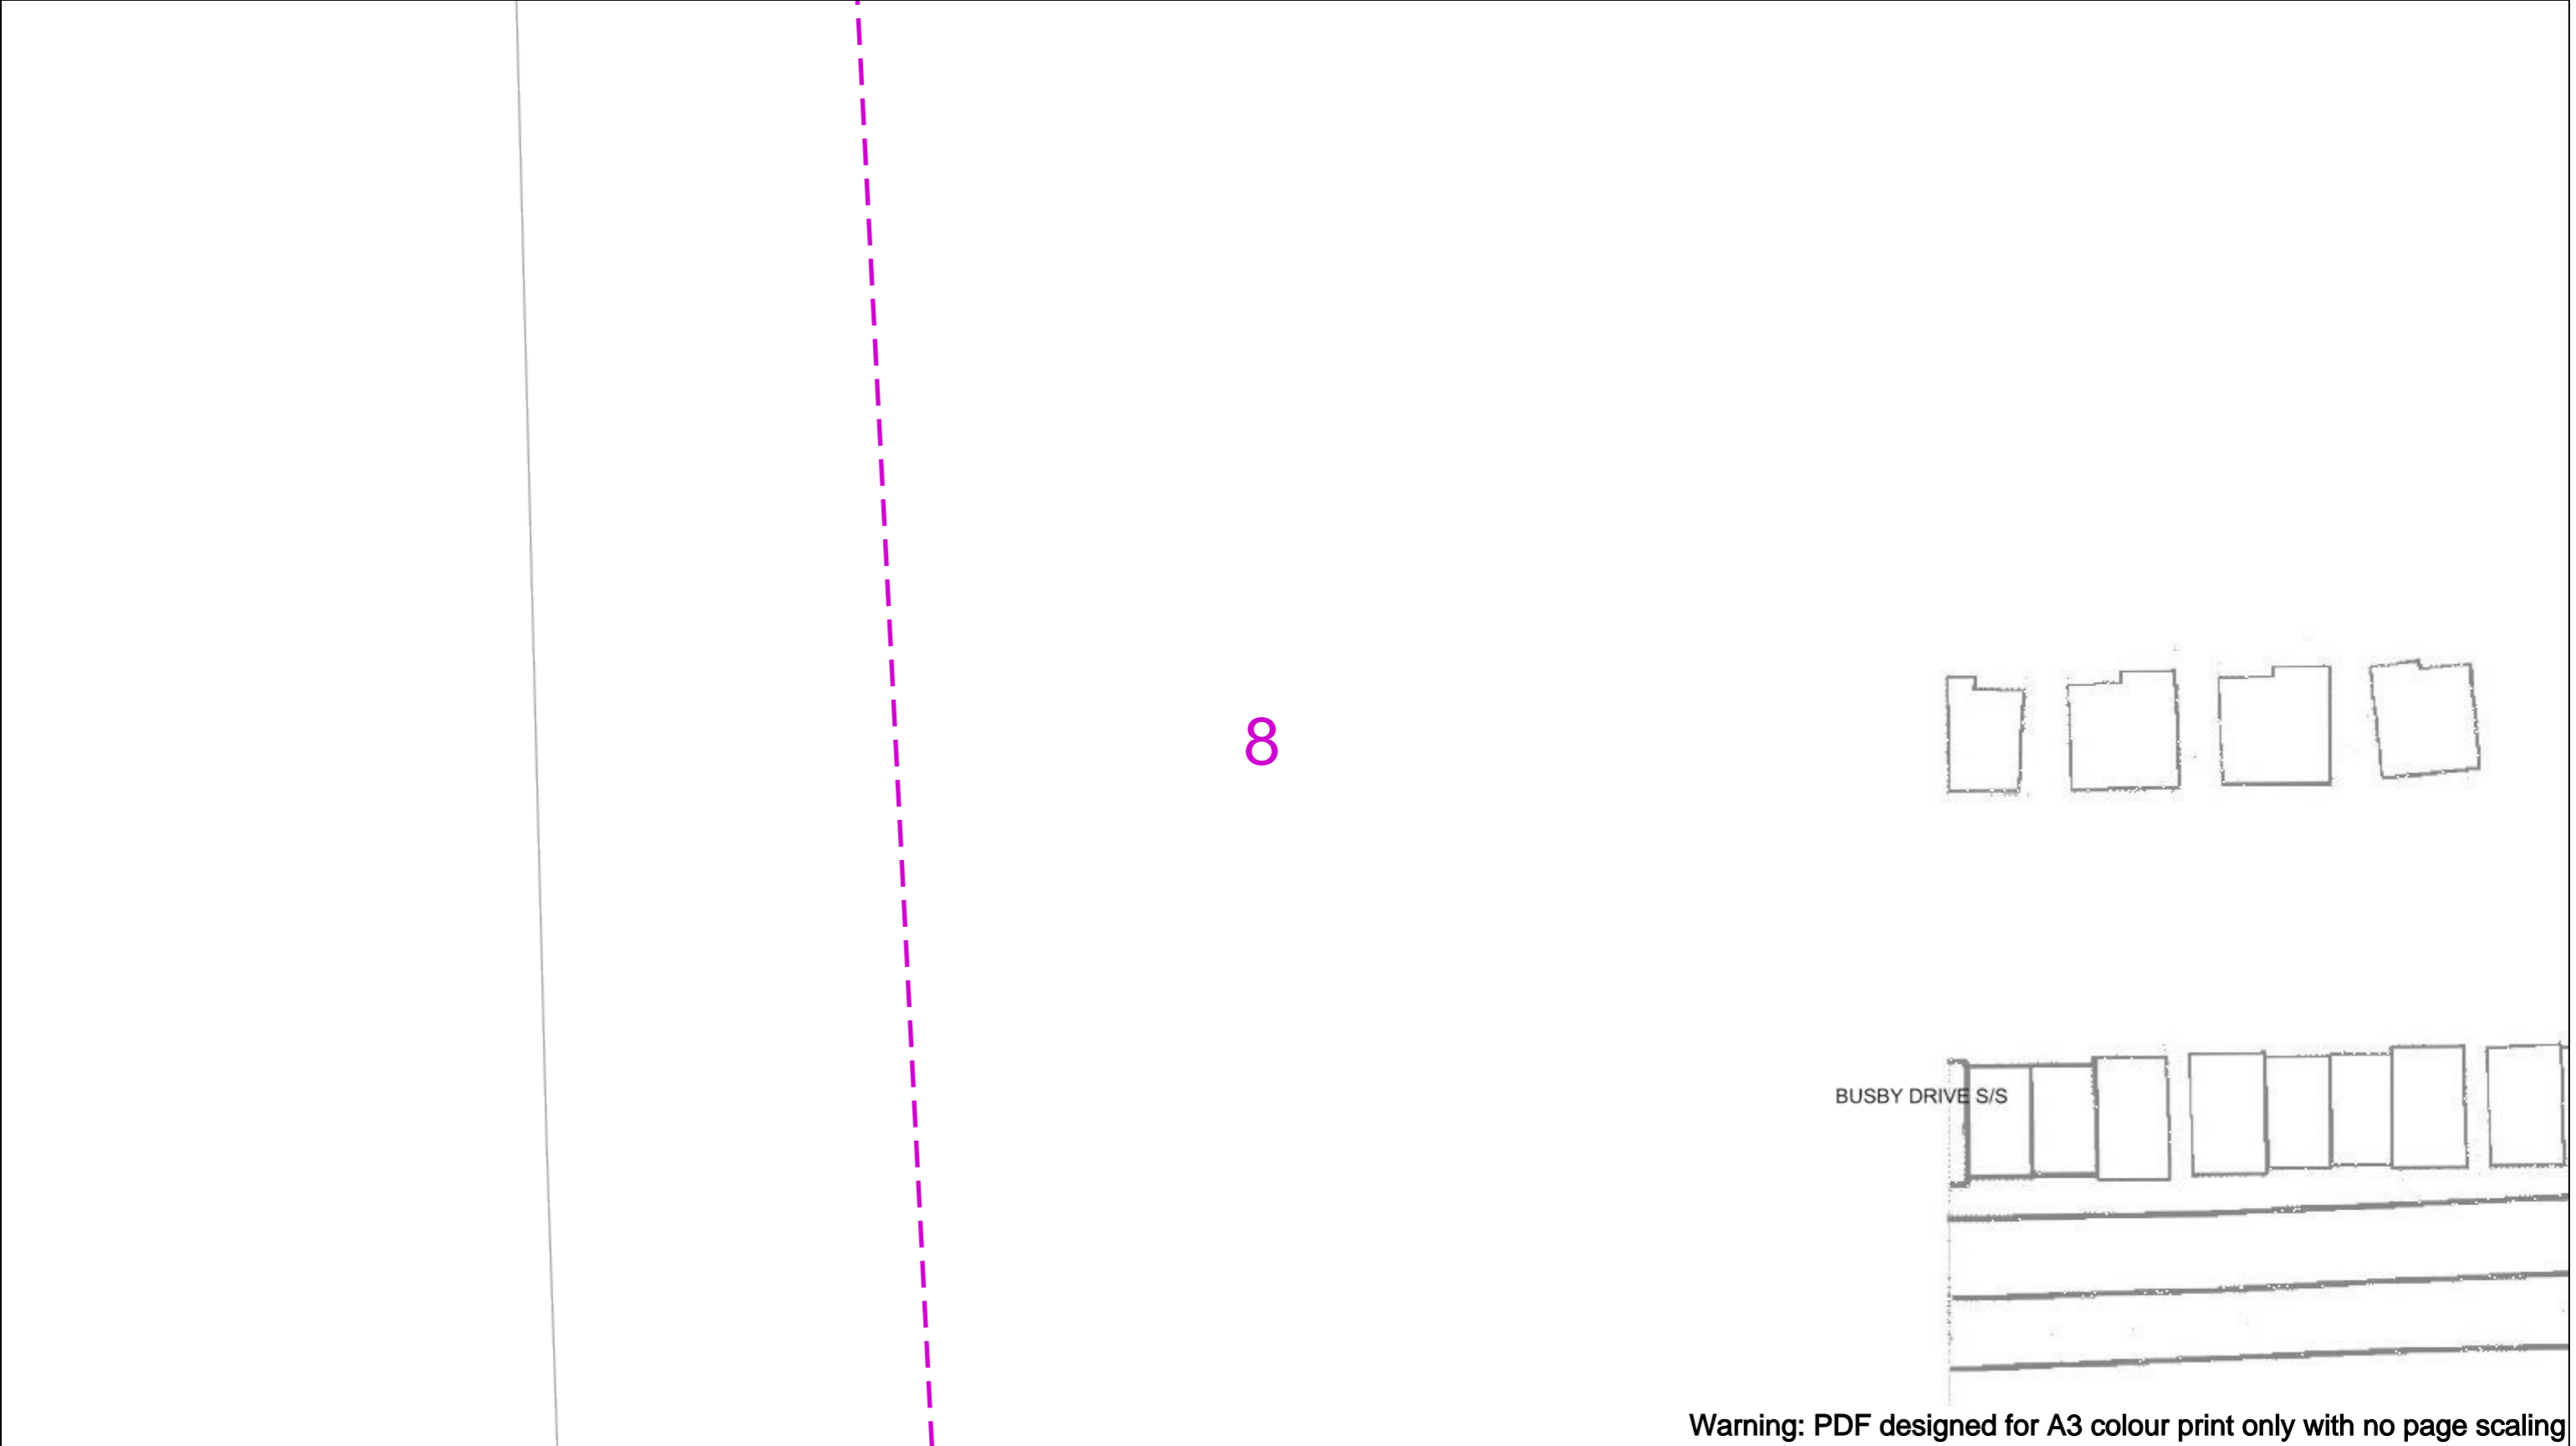 8
BUSBY DRIVE S/S
Warning: PDF designed for A3 colour print only with no page scaling